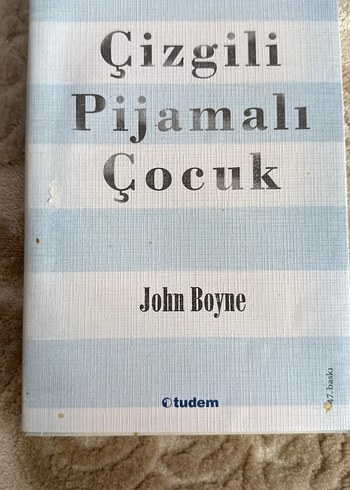 Çizgili
Pijamalı
Çocuk
John Boyne
tudem
47. baskı